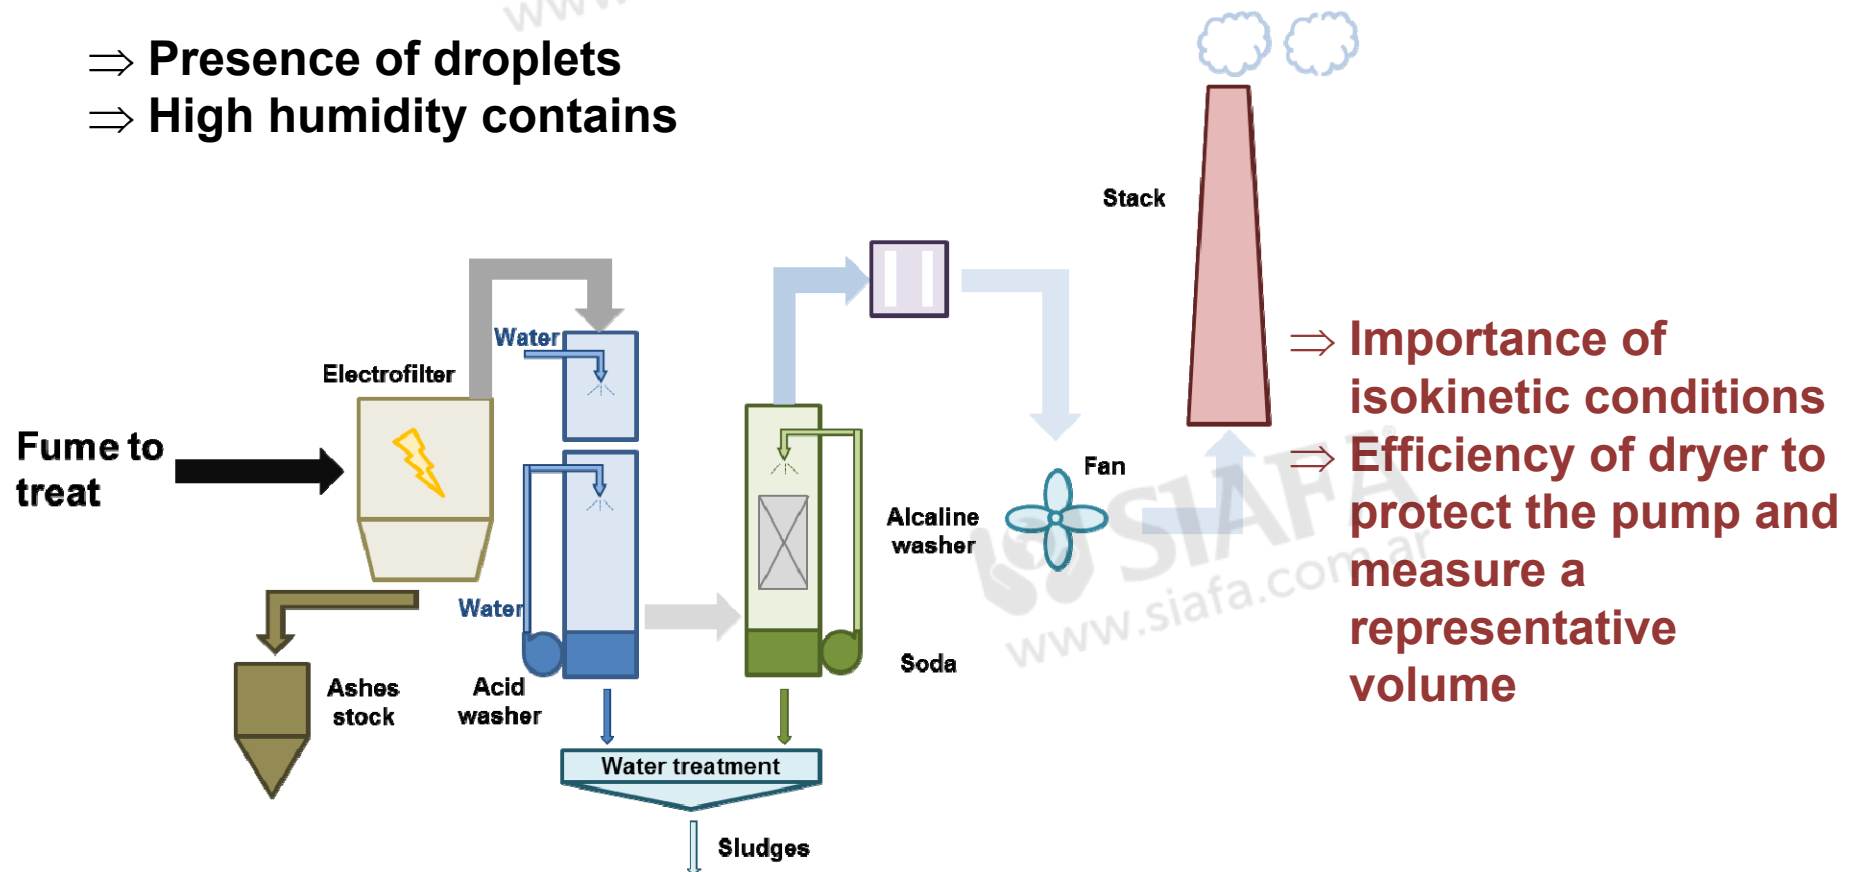 www.
⇒ Presence of droplets
⇒ High humidity contains
Stack
Water
Electrofilter
Fume to
treat
⇒ Importance of
isokinetic conditions
⇒ Efficiency of dryer to
protect the pump and
measure a
representative
volume
Fan
Alcaline
washer
SIAFA
www.siafa.com.ar
Water
Soda
Ashes
stock
Acid
washer
Water treatment
Sludges